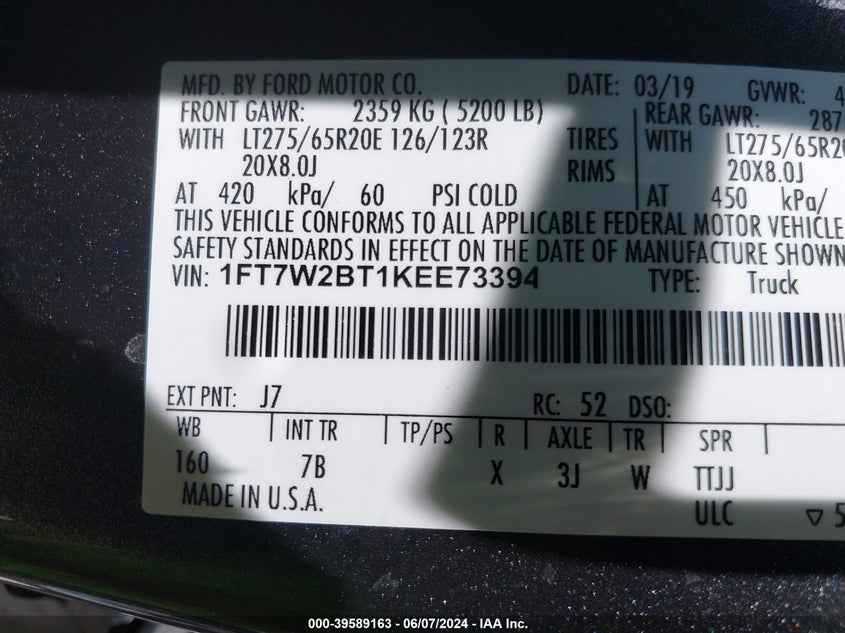 MFD. BY FORD MOTOR CO. DATE: 03/19 GVWR: 4
FRONT GAWR: 2359 KG ( 5200 LB) REAR GAWR: 287
WITH LT275/65R20E 126/123R TIRES WITH LT275/65R20
20X8.0J RIMS 20X8.0J
AT 420 kPa/ 60 PSI COLD AT 450 kPa/
THIS VEHICLE CONFORMS TO ALL APPLICABLE FEDERAL MOTOR VEHICLE
SAFETY STANDARDS IN EFFECT ON THE DATE OF MANUFACTURE SHOWN
VIN: 1FT7W2BT1KEE73394 TYPE: Truck
EXT PNT: J7 RC: 52 DSO:
WB INT TR TP/PS R AXLE TR SPR
160 7B X 3J W TTJJ
MADE IN U.S.A. ULC 5
000-39589163 - 06/07/2024 - IAA Inc.